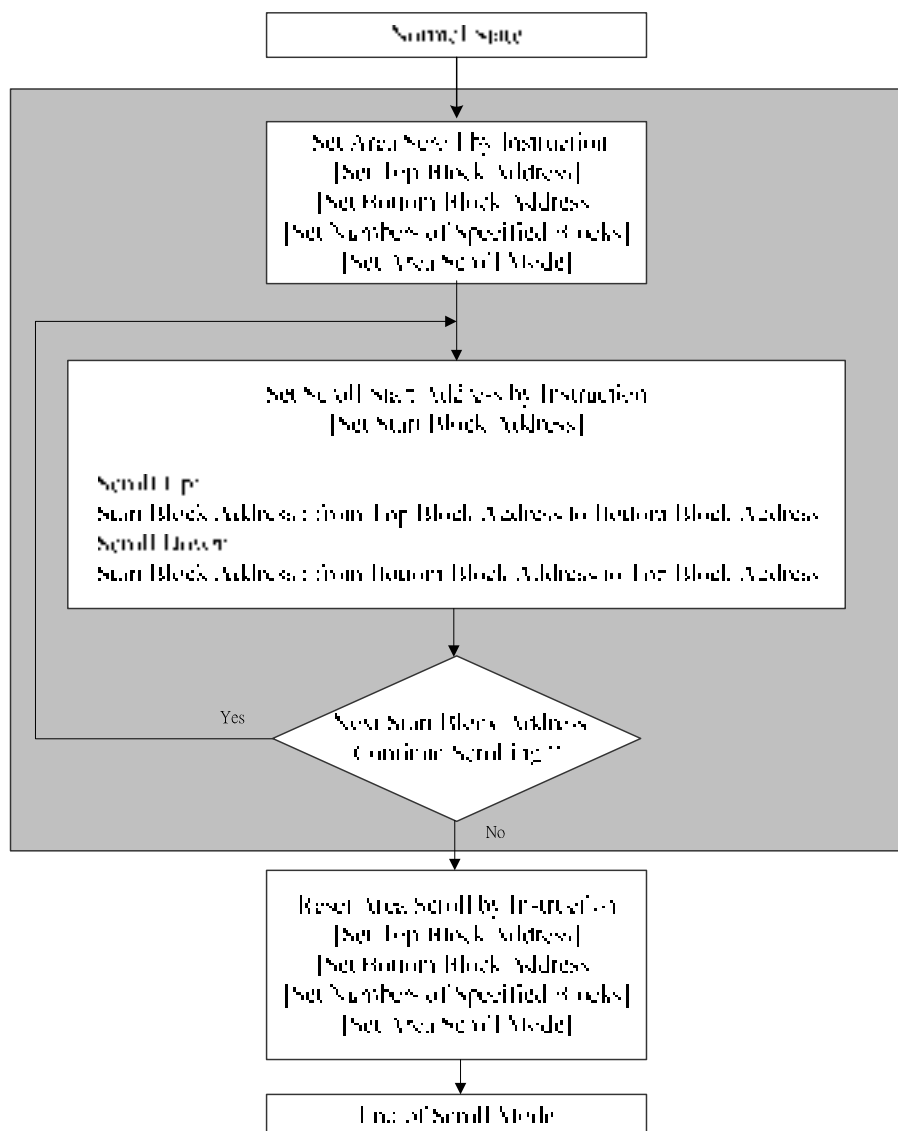 Normal State
Set Area Scroll by Instruction
[Set Top Block Address]
[Set Bottom Block Address
[Set Numbers of Specified Blocks]
[Set Area Scroll Mode]
Set Scroll Start Address by Instruction
[Set Start Block Address]
Scroll Up:
Start Block Address : from Top Block Address to Bottom Block Address
Scroll Down:
Start Block Address : from Bottom Block Address to Top Block Address
Yes
Next Start Block Address
Continue Scrolling ?
No
Reset Area Scroll by Instruction
[Set Top Block Address]
[Set Bottom Block Address
[Set Numbers of Specified Blocks]
[Set Area Scroll Mode]
End of Scroll Mode